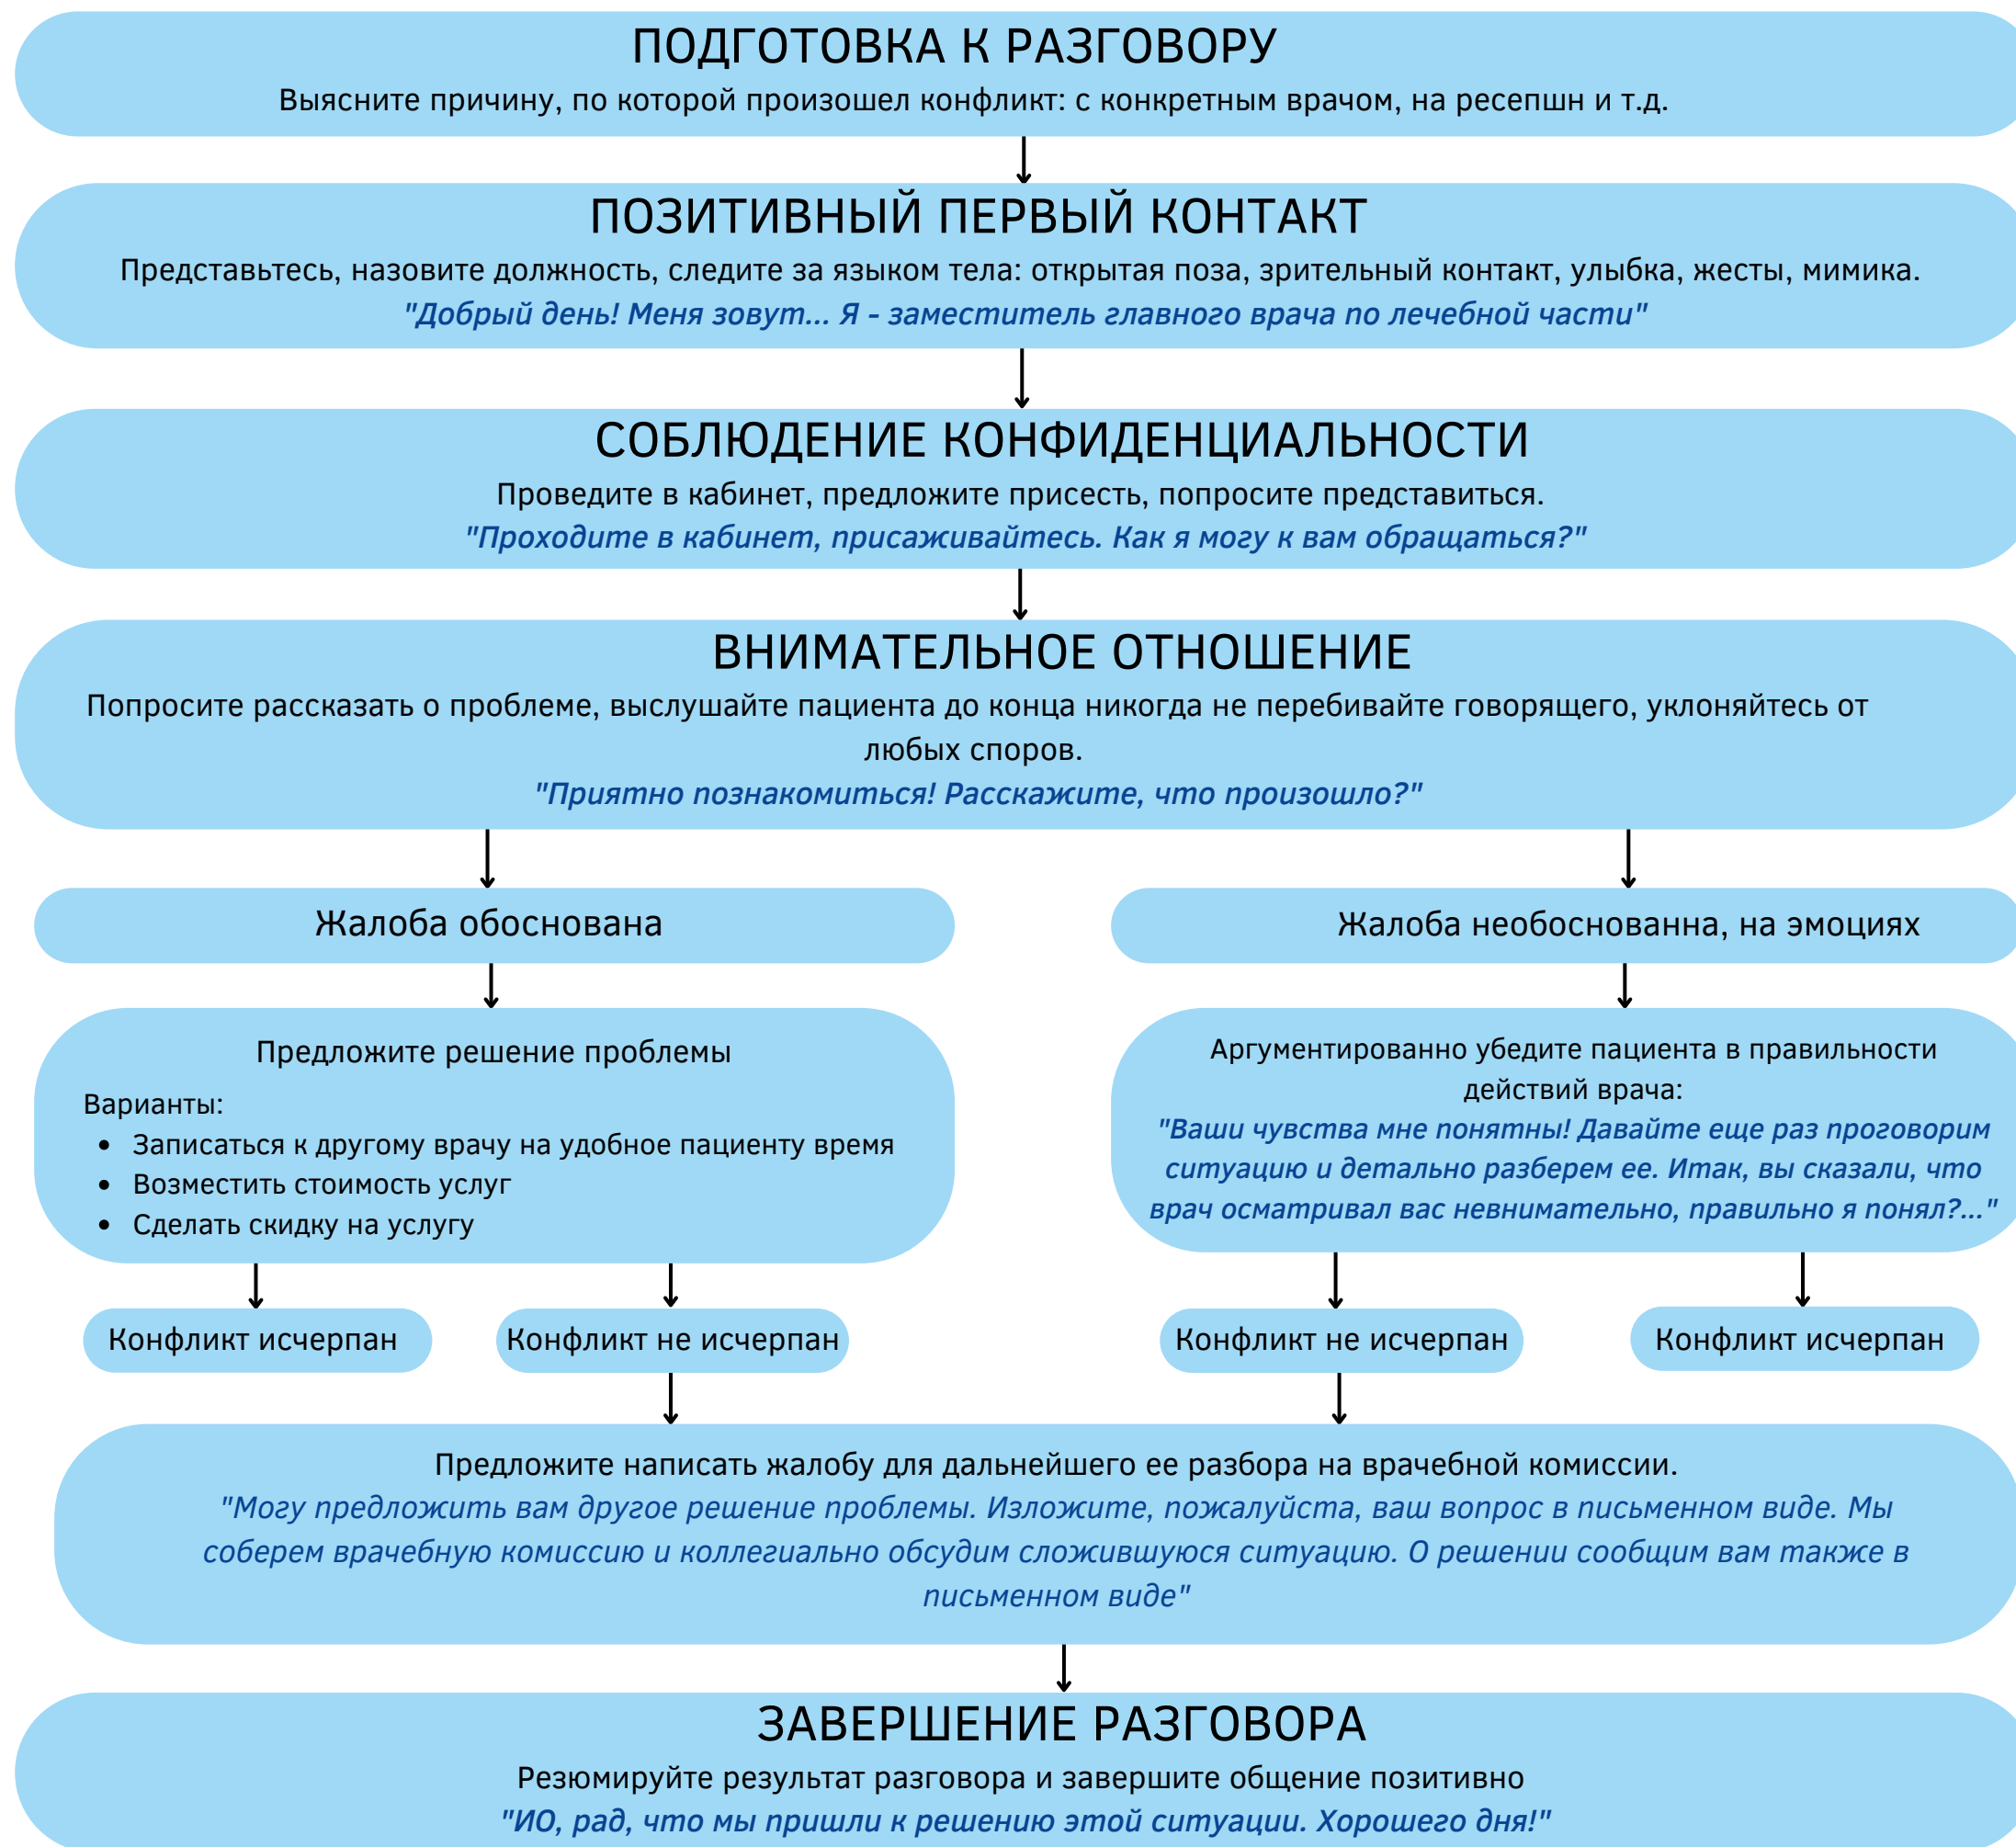 ПОДГОТОВКА К РАЗГОВОРУ
Выясните причину, по которой произошел конфликт: с конкретным врачом, на ресепшн и т.д.
ПОЗИТИВНЫЙ ПЕРВЫЙ КОНТАКТ
Представьтесь, назовите должность, следите за языком тела: открытая поза, зрительный контакт, улыбка, жесты, мимика.
"Добрый день! Меня зовут... Я - заместитель главного врача по лечебной части"
СОБЛЮДЕНИЕ КОНФИДЕНЦИАЛЬНОСТИ
Проведите в кабинет, предложите присесть, попросите представиться.
"Проходите в кабинет, присаживайтесь. Как я могу к вам обращаться?"
ВНИМАТЕЛЬНОЕ ОТНОШЕНИЕ
Попросите рассказать о проблеме, выслушайте пациента до конца никогда не перебивайте говорящего, уклоняйтесь от
любых споров.
"Приятно познакомиться! Расскажите, что произошло?"
Жалоба обоснована
Предложите решение проблемы
Варианты:
• Записаться к другому врачу на удобное пациенту время
• Возместить стоимость услуг
• Сделать скидку на услугу
Конфликт исчерпан
Конфликт не исчерпан
Жалоба необоснованна, на эмоциях
Аргументированно убедите пациента в правильности
действий врача:
"Ваши чувства мне понятны! Давайте еще раз проговорим
ситуацию и детально разберем ее. Итак, вы сказали, что
врач осматривал вас невнимательно, правильно я понял?..."
Конфликт не исчерпан
Конфликт исчерпан
Предложите написать жалобу для дальнейшего ее разбора на врачебной комиссии.
"Могу предложить вам другое решение проблемы. Изложите, пожалуйста, ваш вопрос в письменном виде. Мы
соберем врачебную комиссию и коллегиально обсудим сложившуюся ситуацию. О решении сообщим вам также в
письменном виде"
ЗАВЕРШЕНИЕ РАЗГОВОРА
Резюмируйте результат разговора и завершите общение позитивно
"ИО, рад, что мы пришли к решению этой ситуации. Хорошего дня!"